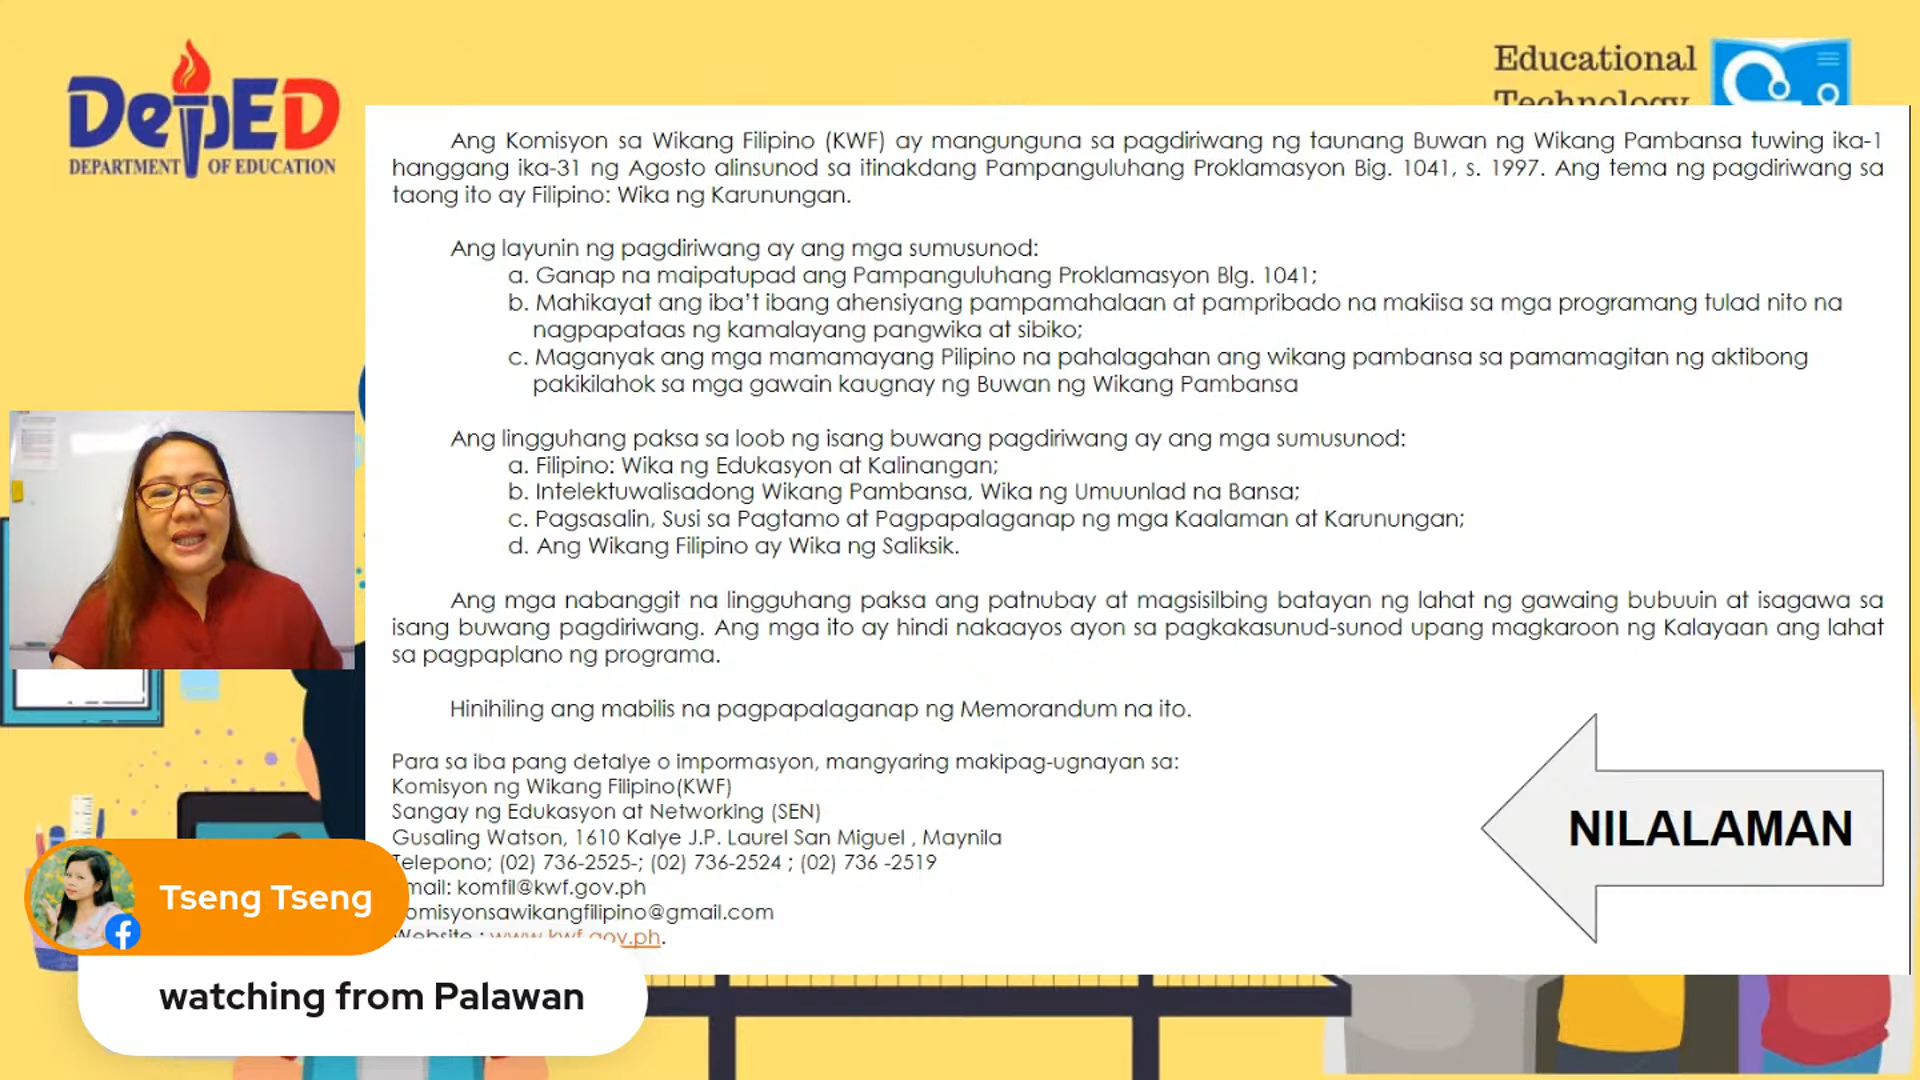 DepED
DEPARTMENT OF EDUCATION
Educational
Technology
Ang Komisyon sa Wikang Filipino (KWF) ay mangunguna sa pagdiriwang ng taunang Buwan ng Wikang Pambansa tuwing ika-1
hanggang ika-31 ng Agosto alinsunod sa itinakdang Pampanguluhang Proklamasyon Big. 1041, s. 1997. Ang tema ng pagdiriwang sa
taong ito ay Filipino: Wika ng Karunungan.
Ang layunin ng pagdiriwang ay ang mga sumusunod:
a. Ganap na maipatupad ang Pampanguluhang Proklamasyon Blg. 1041;
b. Mahikayat ang iba't ibang ahensiyang pampamahalaan at pampribado na makiisa sa mga programang tulad nito na
nagpapataas ng kamalayang pangwika at sibiko;
c. Maganyak ang mga mamamayang Pilipino na pahalagahan ang wikang pambansa sa pamamagitan ng aktibong
pakikilahok sa mga gawain kaugnay ng Buwan ng Wikang Pambansa
Ang lingguhang paksa sa loob ng isang buwang pagdiriwang ay ang mga sumusunod:
a. Filipino: Wika ng Edukasyon at Kalinangan;
b. Intelektuwalisadong Wikang Pambansa, Wika ng Umuunlad na Bansa;
c. Pagsasalin, Susi sa Pagtamo at Pagpapalaganap ng mga Kaalaman at Karunungan;
d. Ang Wikang Filipino ay Wika ng Saliksik.
Ang mga nabanggit na lingguhang paksa ang patnubay at magsisilbing batayan ng lahat ng gawaing bubuuin at isagawa sa
isang buwang pagdiriwang. Ang mga ito ay hindi nakaayos ayon sa pagkakasunud-sunod upang magkaroon ng Kalayaan ang lahat
sa pagpaplano ng programa.
Hinihiling ang mabilis na pagpapalaganap ng Memorandum na ito.
Para sa iba pang detalye o impormasyon, mangyaring makipag-ugnayan sa:
Komisyon ng Wikang Filipino(KWF)
Sangay ng Edukasyon at Networking (SEN)
Gusaling Watson, 1610 Kalye J.P. Laurel San Miguel , Maynila
Telepono; (02) 736-2525-; (02) 736-2524 ; (02) 736 -2519
mail: komfil@kwf.gov.ph
omisyonsawikangfilipino@gmail.com
Website : www.kwf.gov.ph.
NILALAMAN
Tseng Tseng
watching from Palawan